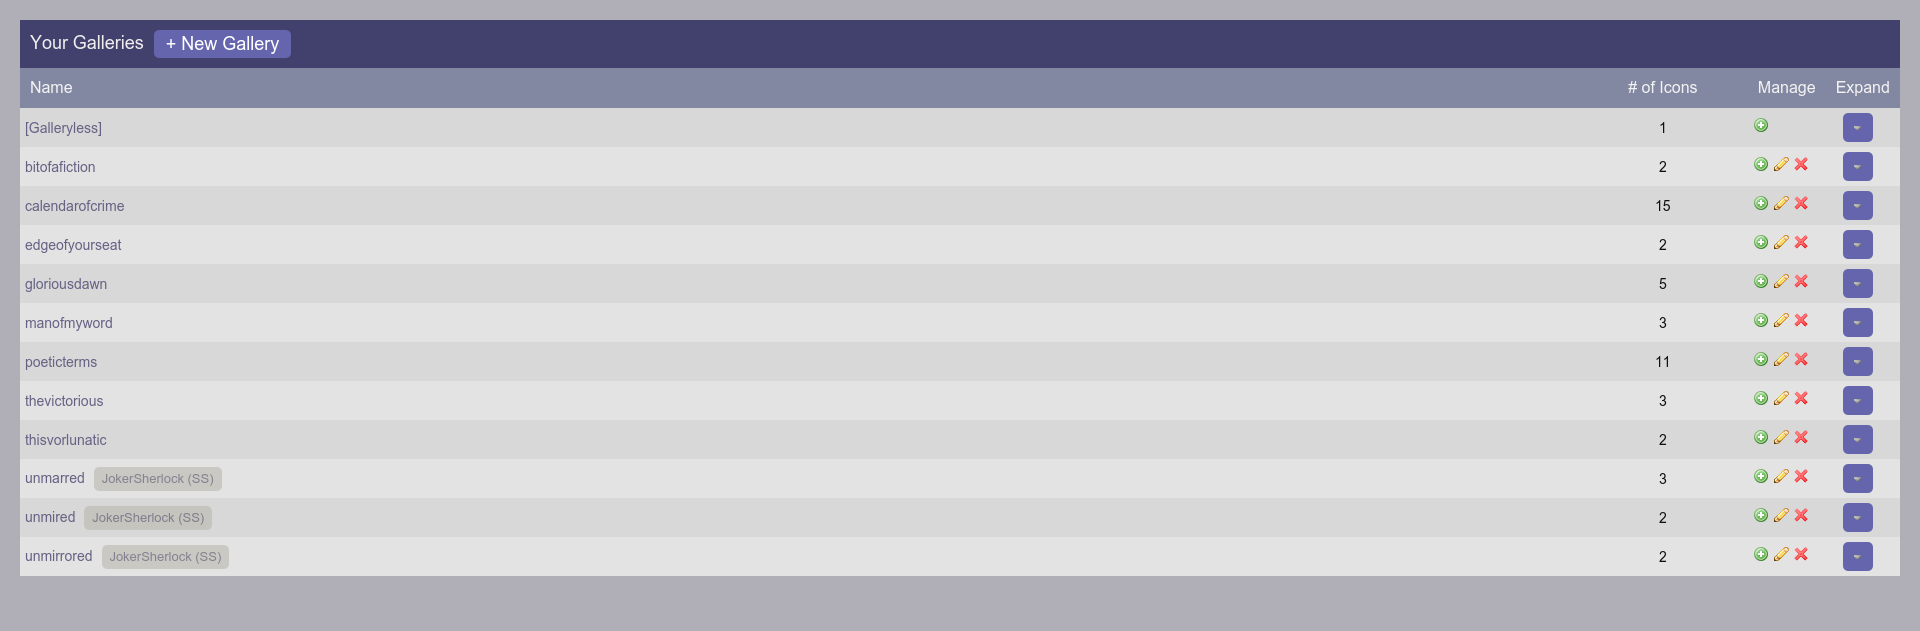 Your Galleries + New Gallery
Name # of Icons Manage Expand
[Galleryless] 1
bitofafiction 2
calendarofcrime 15
edgeofyourseat 2
gloriousdawn 5
manofmyword 3
poeticterms 11
thevictorious 3
thisvorlunatic 2
unmarred JokerSherlock (SS) 3
unmired JokerSherlock (SS) 2
unmirrored JokerSherlock (SS) 2